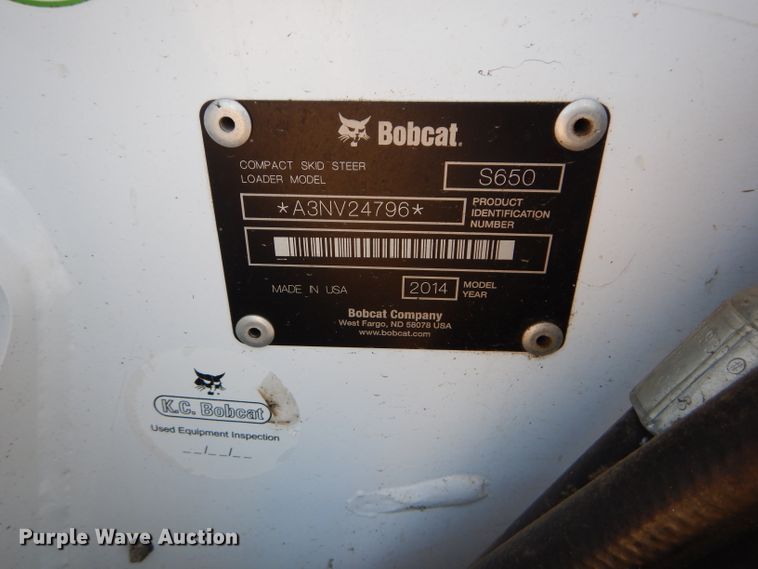 Bobcat.
COMPACT SKID STEER
LOADER MODEL
S650
*A3NV24796*
PRODUCT
IDENTIFICATION
NUMBER
MADE IN USA
2014
MODEL
YEAR
Bobcat Company
West Fargo, ND 58078 USA
www.bobcat.com
K.C. Bobcat
Used Equipment Inspection
__/__/__
Purple Wave Auction